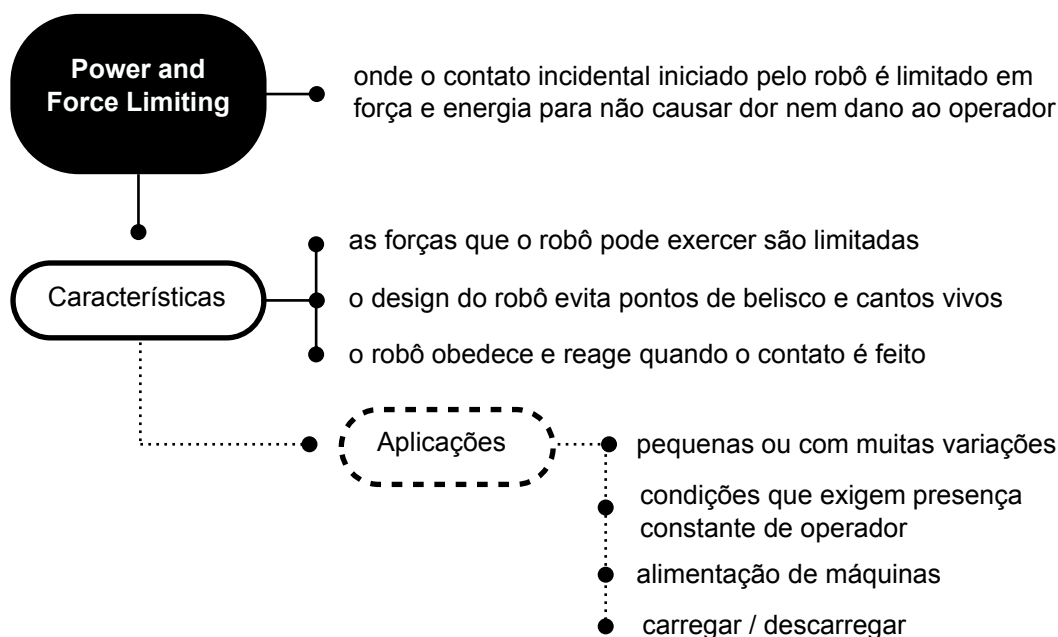 Power and
Force Limiting
onde o contato incidental iniciado pelo robô é limitado em
força e energia para não causar dor nem dano ao operador
Características
as forças que o robô pode exercer são limitadas
o design do robô evita pontos de belisco e cantos vivos
o robô obedece e reage quando o contato é feito
Aplicações
pequenas ou com muitas variações
condições que exigem presença
constante de operador
alimentação de máquinas
carregar / descarregar